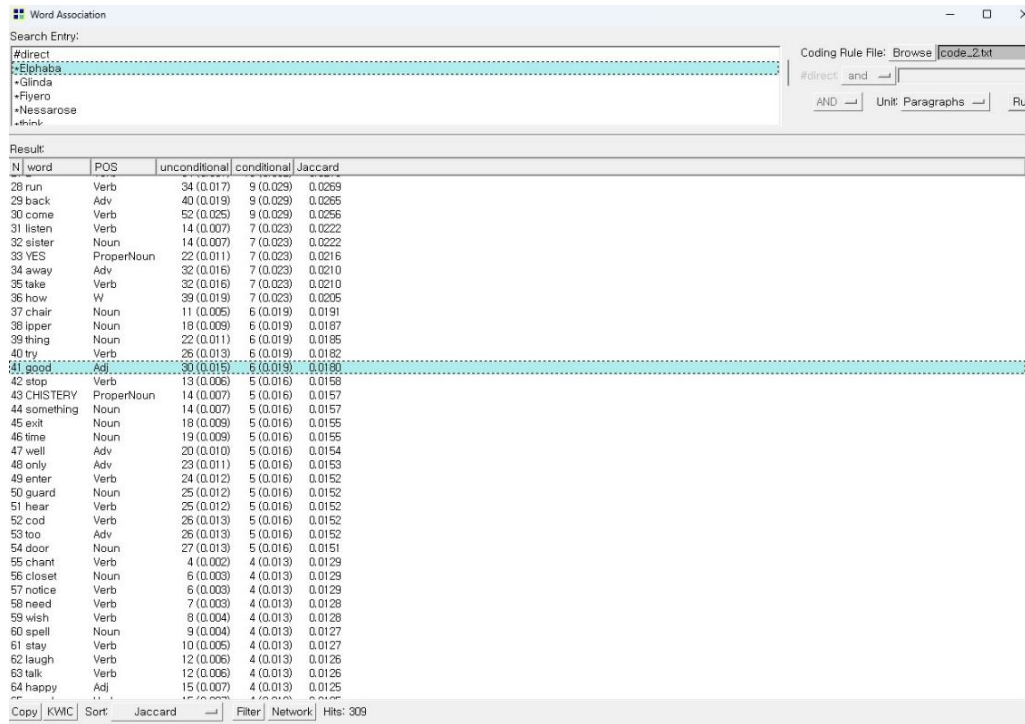 Word Association
Search Entry:
#direct
*Elphaba
*Glinda
*Fiyero
*Nessarose
*think
Coding Rule File: Browse code_2.txt
#direct: and
AND Unit: Paragraphs Ru
Result:
N word POS unconditional conditional Jaccard
28 run Verb 34 (0.017) 9 (0.029) 0.0269
29 back Adv 40 (0.019) 9 (0.029) 0.0265
30 come Verb 52 (0.025) 9 (0.029) 0.0256
31 listen Verb 14 (0.007) 7 (0.023) 0.0222
32 sister Noun 14 (0.007) 7 (0.023) 0.0222
33 YES ProperNoun 22 (0.011) 7 (0.023) 0.0216
34 away Adv 32 (0.016) 7 (0.023) 0.0210
35 take Verb 32 (0.016) 7 (0.023) 0.0210
36 how W 39 (0.019) 7 (0.023) 0.0205
37 chair Noun 11 (0.005) 6 (0.019) 0.0191
38 ipper Noun 18 (0.009) 6 (0.019) 0.0187
39 thing Noun 22 (0.011) 6 (0.019) 0.0185
40 try Verb 26 (0.013) 6 (0.019) 0.0182
41 good Adj 30 (0.015) 6 (0.019) 0.0180
42 stop Verb 13 (0.006) 5 (0.016) 0.0158
43 CHISTERY ProperNoun 14 (0.007) 5 (0.016) 0.0157
44 something Noun 14 (0.007) 5 (0.016) 0.0157
45 exit Noun 18 (0.009) 5 (0.016) 0.0155
46 time Noun 19 (0.009) 5 (0.016) 0.0155
47 well Adv 20 (0.010) 5 (0.016) 0.0154
48 only Adv 23 (0.011) 5 (0.016) 0.0153
49 enter Verb 24 (0.012) 5 (0.016) 0.0152
50 guard Noun 25 (0.012) 5 (0.016) 0.0152
51 hear Verb 25 (0.012) 5 (0.016) 0.0152
52 cod Verb 26 (0.013) 5 (0.016) 0.0152
53 too Adv 26 (0.013) 5 (0.016) 0.0152
54 door Noun 27 (0.013) 5 (0.016) 0.0151
55 chant Verb 4 (0.002) 4 (0.013) 0.0129
56 closet Noun 6 (0.003) 4 (0.013) 0.0129
57 notice Verb 6 (0.003) 4 (0.013) 0.0129
58 need Verb 7 (0.003) 4 (0.013) 0.0128
59 wish Verb 8 (0.004) 4 (0.013) 0.0128
60 spell Noun 9 (0.004) 4 (0.013) 0.0127
61 stay Verb 10 (0.005) 4 (0.013) 0.0127
62 laugh Verb 12 (0.006) 4 (0.013) 0.0126
63 talk Verb 12 (0.006) 4 (0.013) 0.0126
64 happy Adj 15 (0.007) 4 (0.013) 0.0125
Copy KWIC Sort: Jaccard Filter Network Hits: 309